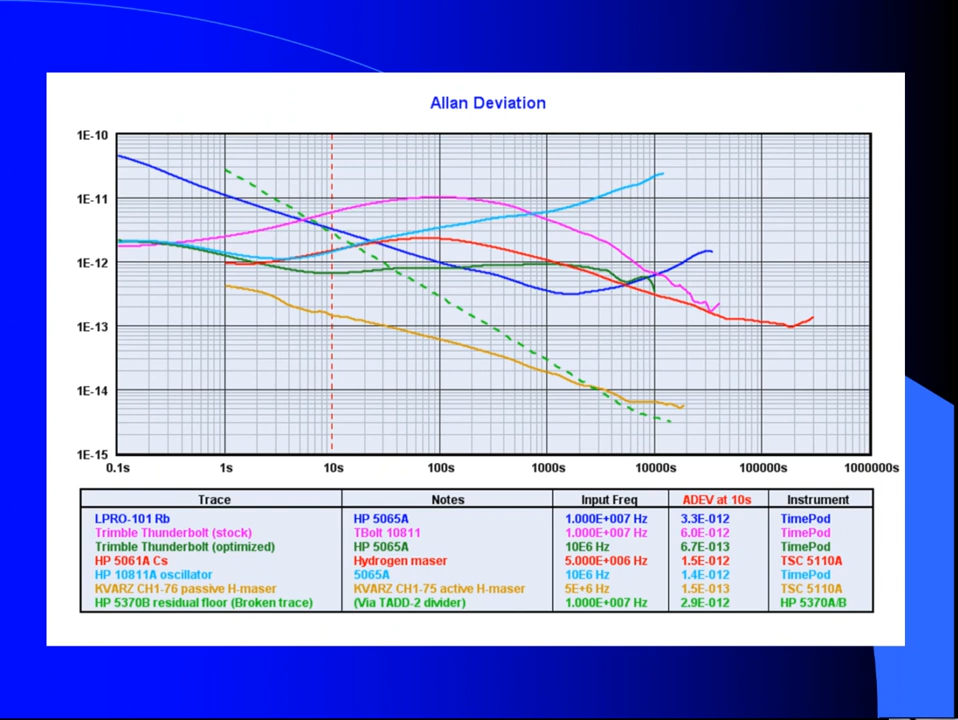 Allan Deviation
1E-10
1E-11
1E-12
1E-13
1E-14
1E-15
0.1s 1s 10s 100s 1000s 10000s 100000s 1000000s
Trace Notes Input Freq ADEV at 10s Instrument
LPRO-101 Rb HP 5065A 1.000E+007 Hz 3.3E-012 TimePod
Trimble Thunderbolt (stock) TBolt 10811 1.000E+007 Hz 6.0E-012 TimePod
Trimble Thunderbolt (optimized) HP 5065A 10E6 Hz 6.7E-013 TimePod
HP 5061A Cs Hydrogen maser 5.000E+006 Hz 1.5E-012 TSC 5110A
HP 10811A oscillator 5065A 10E6 Hz 1.4E-012 TimePod
KVARZ CH1-76 passive H-maser KVARZ CH1-75 active H-maser 5E+6 Hz 1.5E-013 TSC 5110A
HP 5370B residual floor (Broken trace) (Via TADD-2 divider) 1.000E+007 Hz 2.9E-012 HP 5370A/B